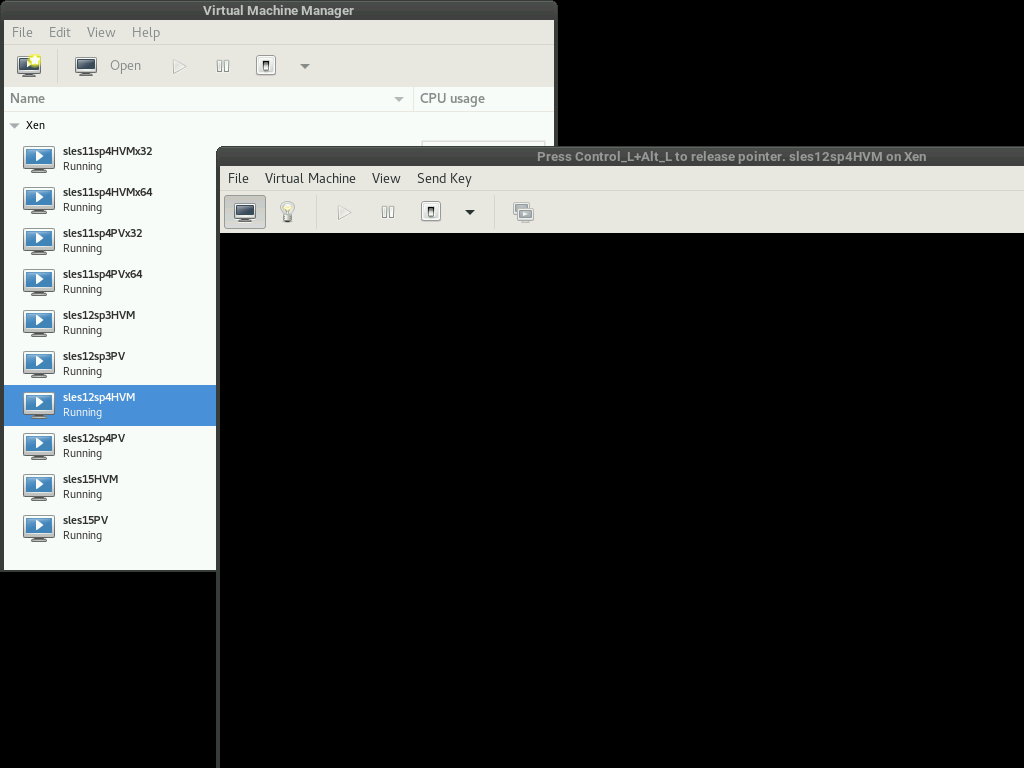 Virtual Machine Manager
File Edit View Help
Open
Name CPU usage
Xen
sles11sp4HVMx32
Running
sles11sp4HVMx64
Running
sles11sp4PVx32
Running
sles11sp4PVx64
Running
sles12sp3HVM
Running
sles12sp3PV
Running
sles12sp4HVM
Running
sles12sp4PV
Running
sles15HVM
Running
sles15PV
Running
Press Control_L+Alt_L to release pointer. sles12sp4HVM on Xen
File Virtual Machine View Send Key